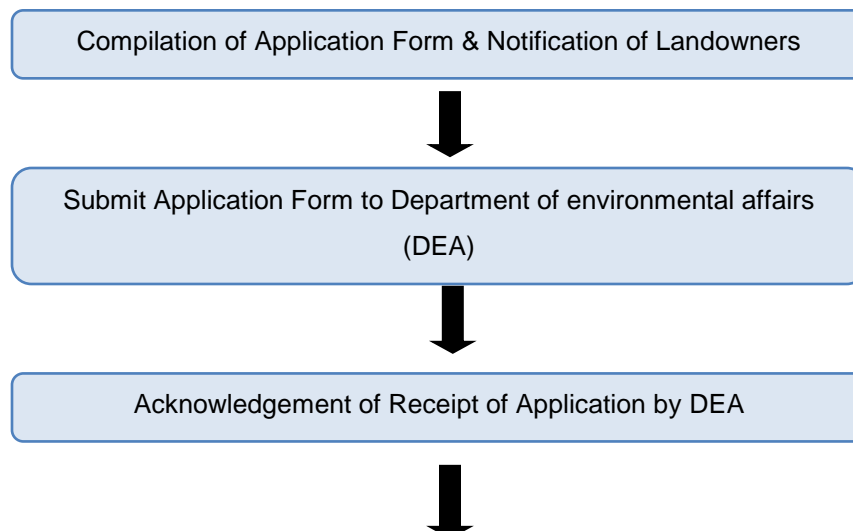 Compilation of Application Form & Notification of Landowners
Submit Application Form to Department of environmental affairs
(DEA)
Acknowledgement of Receipt of Application by DEA